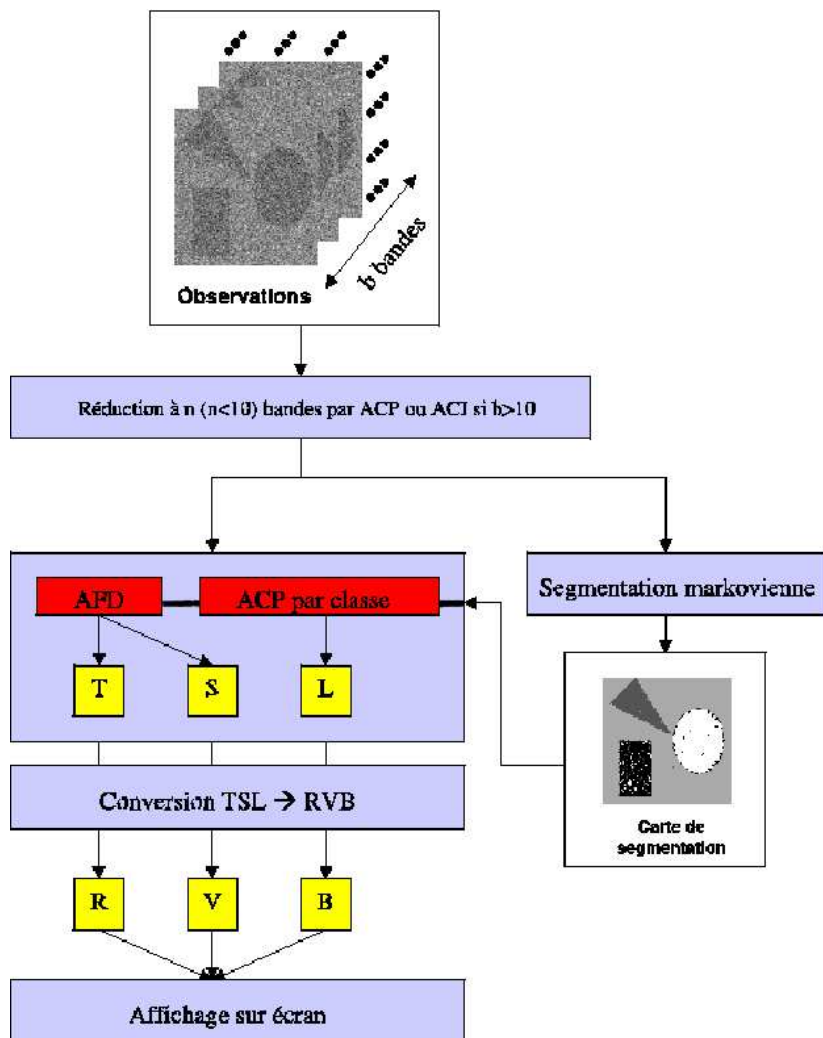 b bandes
Observations
Réduction à n (n<10) bandes par ACP ou ACI si b>10
AFD
ACP par classe
Segmentation markovienne
T
S
L
Conversion TSL → RVB
Carte de
segmentation
R
V
B
Affichage sur écran